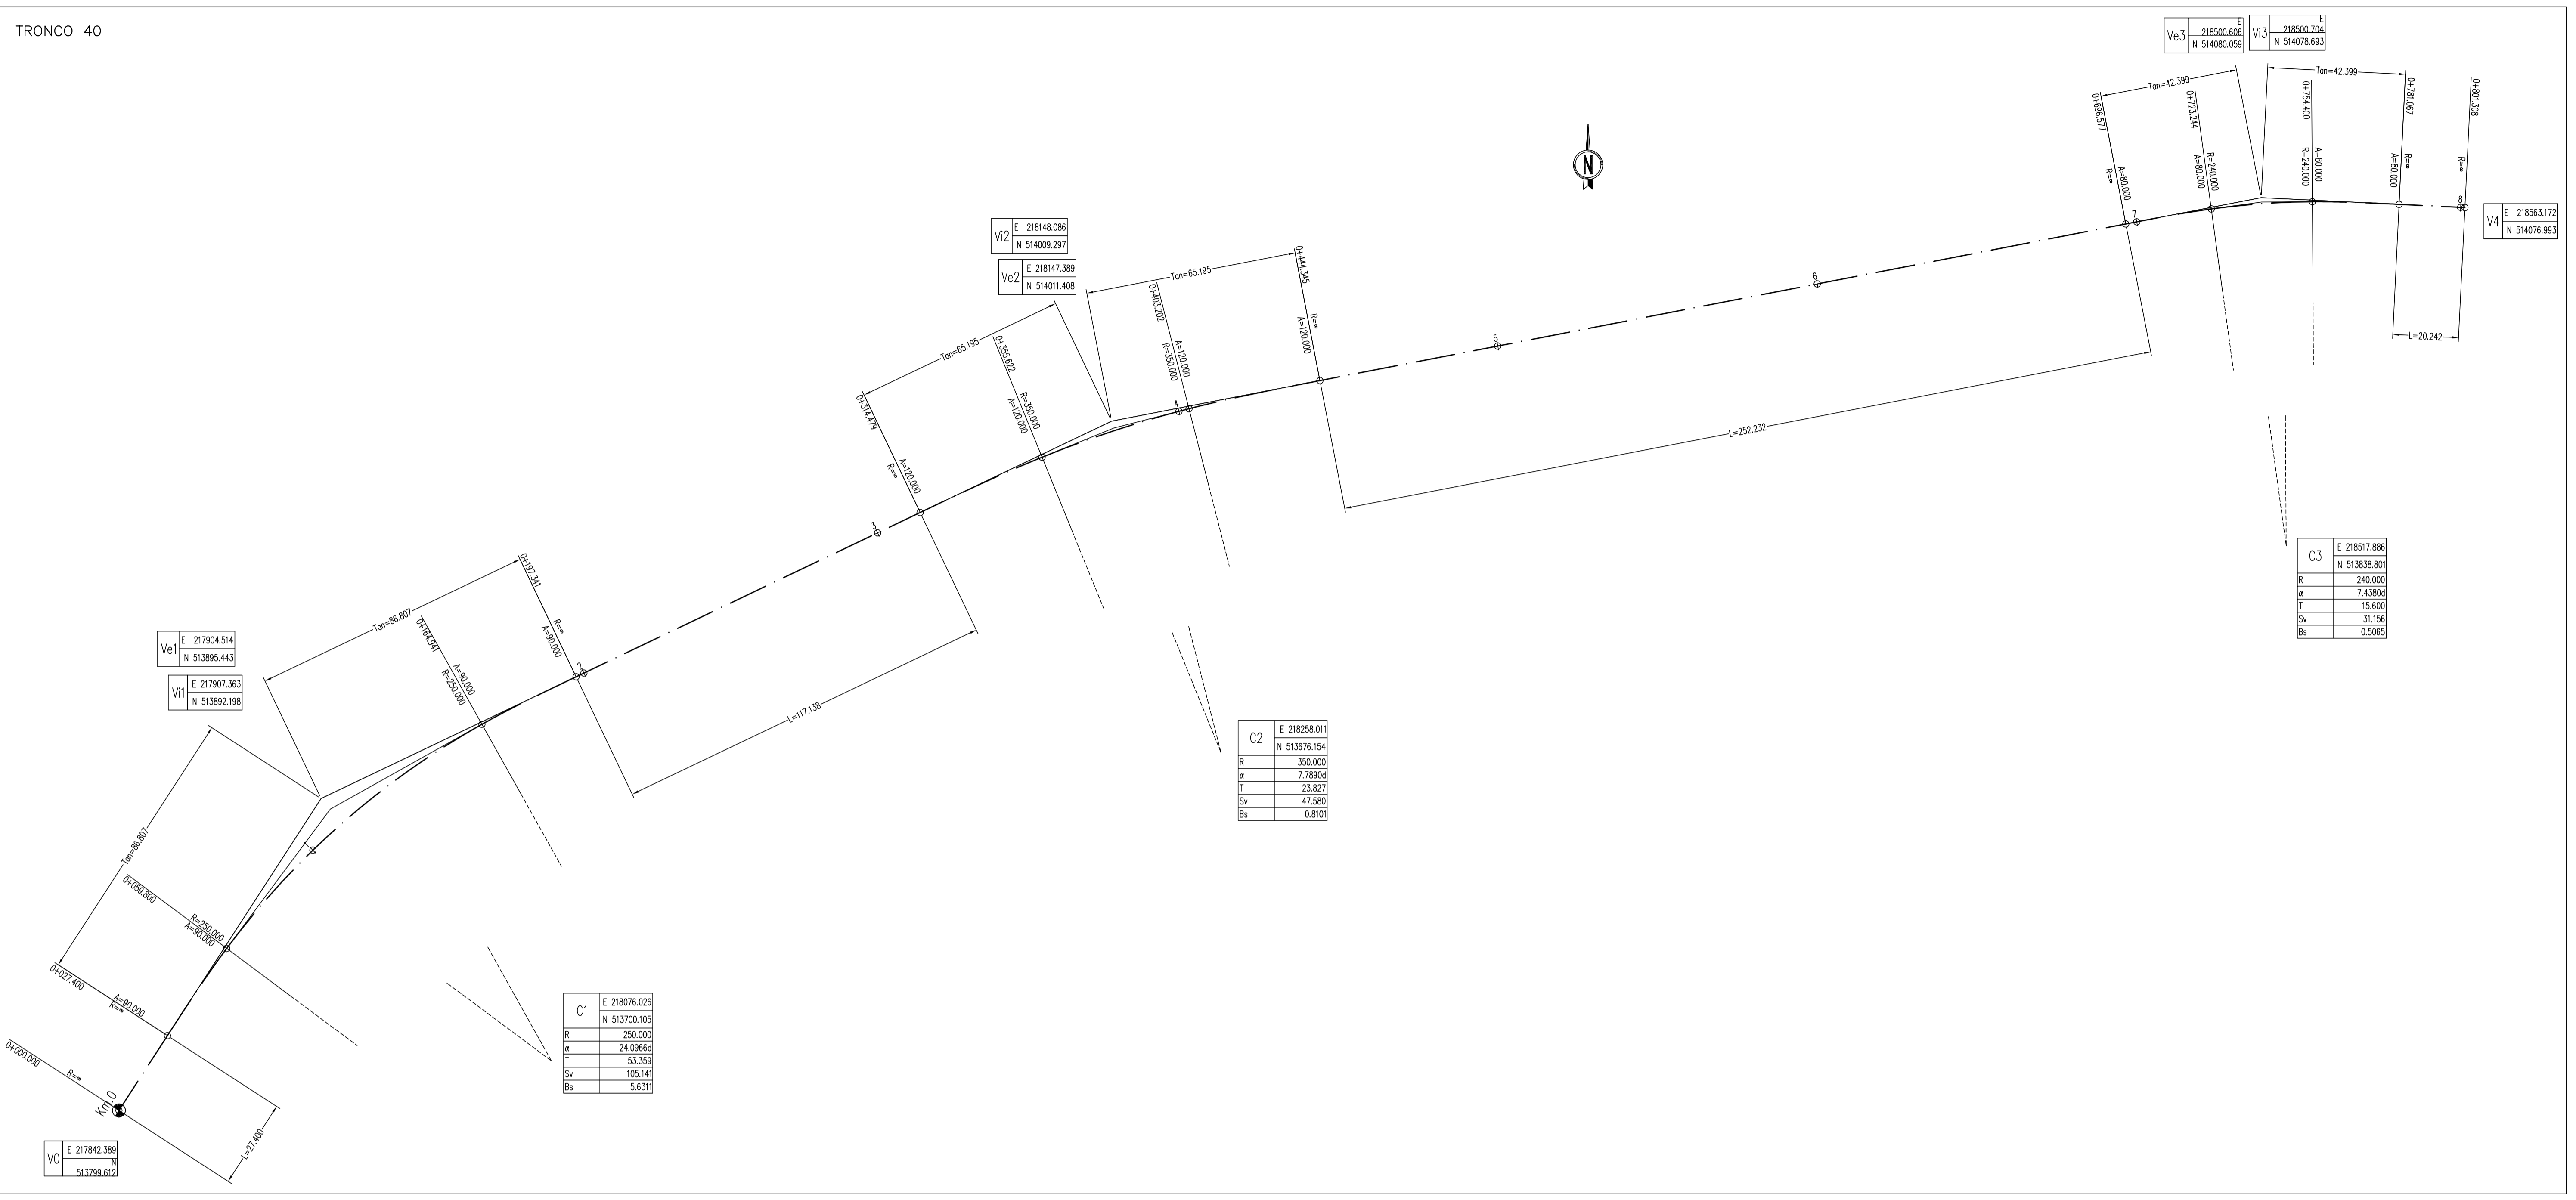 TRONCO 40
Ve3
E
218500.606
N 514080.059
Vi3
E
218500.704
N 514078.693
Tan=42.399
Tan=42.399
0+696.577
A=80.000
R=∞
0+723.244
R=240.000
A=80.000
0+754.400
A=80.000
R=240.000
0+781.067
R=∞
A=80.000
0+801.308
R=∞
7
8
V4
E 218563.172
N 514076.993
L=20.242
N
Vi2
E 218148.086
N 514009.297
Ve2
E 218147.389
N 514011.408
Tan=65.195
Tan=65.195
0+314.479
A=120.000
R=∞
0+355.622
R=350.000
A=120.000
0+403.202
A=120.000
R=350.000
0+444.345
R=∞
A=120.000
3
4
5
6
L=252.232
C3
E 218517.886
N 513838.801
R 240.000
α 7.4380d
T 15.600
Sv 31.156
Bs 0.5065
Ve1
E 217904.514
N 513895.443
Vi1
E 217907.363
N 513892.198
Tan=86.807
Tan=86.807
0+164.941
A=90.000
R=250.000
0+197.341
R=∞
A=90.000
2
L=117.138
C2
E 218258.011
N 513676.154
R 350.000
α 7.7890d
T 23.827
Sv 47.580
Bs 0.8101
1
0+059.800
R=250.000
A=90.000
0+027.400
A=90.000
R=∞
0+000.000
R=∞
Km.0
L=27.400
C1
E 218076.026
N 513700.105
R 250.000
α 24.0966d
T 53.359
Sv 105.141
Bs 5.6311
V0
E 217842.389
N
513799.612